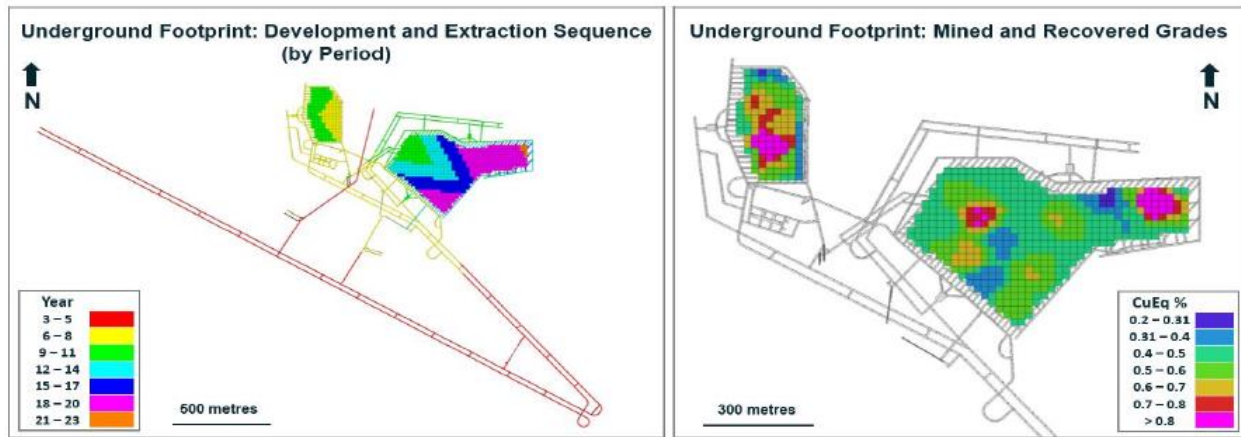 Underground Footprint: Development and Extraction Sequence
(by Period)
N
Year
3 – 5
6 – 8
9 – 11
12 – 14
15 – 17
18 – 20
21 – 23
500 metres
Underground Footprint: Mined and Recovered Grades
N
300 metres
CuEq %
0.2 – 0.31
0.31 – 0.4
0.4 – 0.5
0.5 – 0.6
0.6 – 0.7
0.7 – 0.8
> 0.8